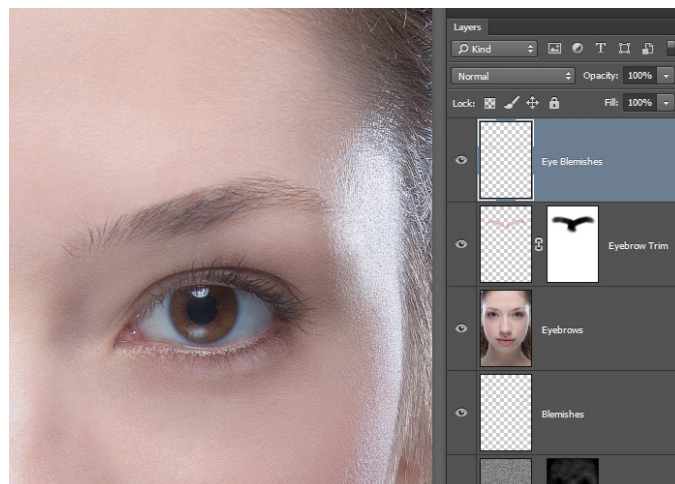 Layers
Kind
Normal
Opacity: 100%
Lock:
Fill: 100%
Eye Blemishes
Eyebrow Trim
Eyebrows
Blemishes